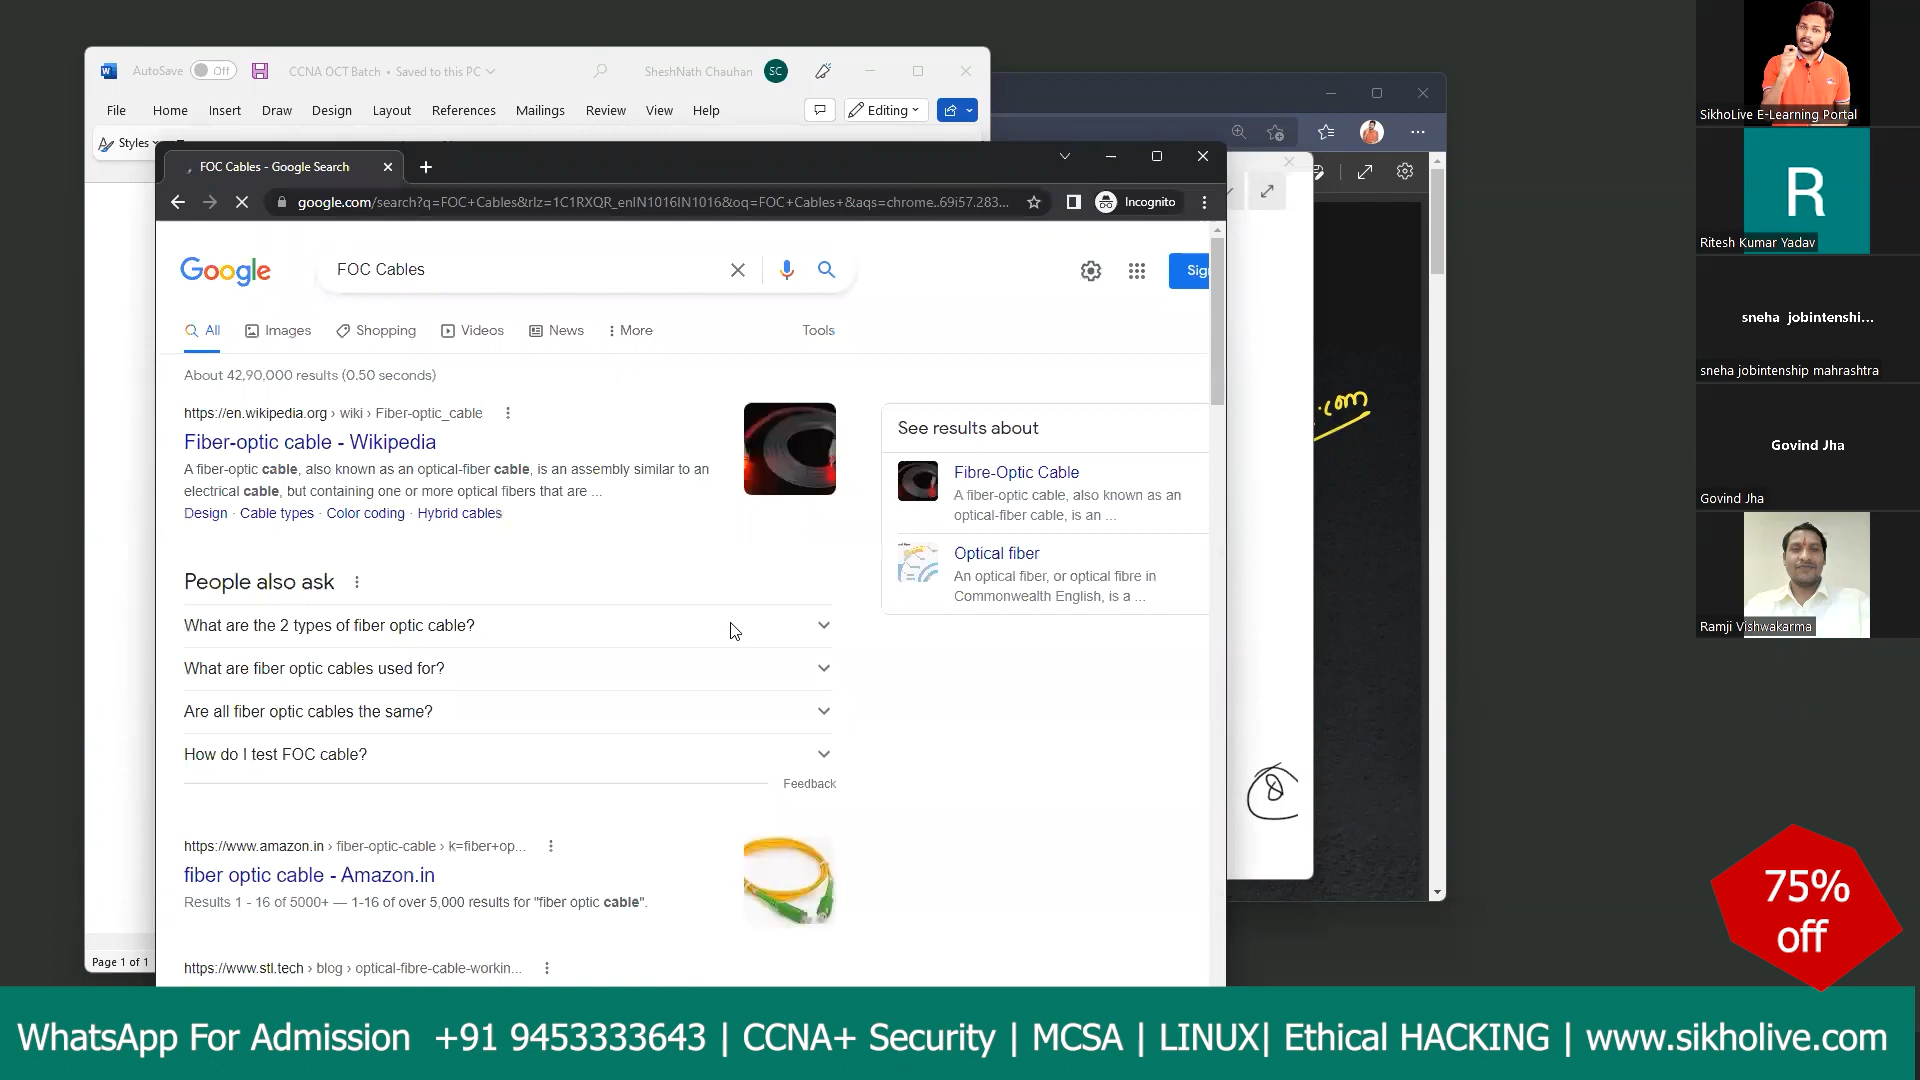 AutoSave Off CCNA OCT Batch • Saved to this PC SheshNath Chauhan SC
File Home Insert Draw Design Layout References Mailings Review View Help Editing
Styles
FOC Cables - Google Search
google.com/search?q=FOC+Cables&rlz=1C1RXQR_enIN1016IN1016&oq=FOC+Cables+&aqs=chrome..69i57.283... Incognito
Google FOC Cables Sig
All Images Shopping Videos News More Tools
About 42,90,000 results (0.50 seconds)
https://en.wikipedia.org › wiki › Fiber-optic_cable
Fiber-optic cable - Wikipedia
A fiber-optic cable, also known as an optical-fiber cable, is an assembly similar to an
electrical cable, but containing one or more optical fibers that are ...
Design · Cable types · Color coding · Hybrid cables
People also ask
What are the 2 types of fiber optic cable?
What are fiber optic cables used for?
Are all fiber optic cables the same?
How do I test FOC cable?
Feedback
https://www.amazon.in › fiber-optic-cable › k=fiber+op...
fiber optic cable - Amazon.in
Results 1 - 16 of 5000+ — 1-16 of over 5,000 results for "fiber optic cable".
https://www.stl.tech › blog › optical-fibre-cable-workin...
See results about
Fibre-Optic Cable
A fiber-optic cable, also known as an
optical-fiber cable, is an ...
Optical fiber
An optical fiber, or optical fibre in
Commonwealth English, is a ...
.com
8
Page 1 of 1
SikhoLive E-Learning Portal
R
Ritesh Kumar Yadav
sneha jobintenshi...
sneha jobintenship mahrashtra
Govind Jha
Govind Jha
Ramji Vishwakarma
75%
off
WhatsApp For Admission +91 9453333643 | CCNA+ Security | MCSA | LINUX| Ethical HACKING | www.sikholive.com